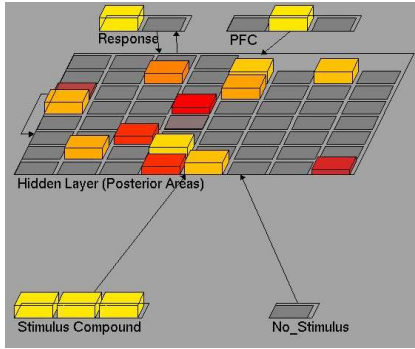 Response
PFC
Hidden Layer (Posterior Areas)
Stimulus Compound
No_Stimulus